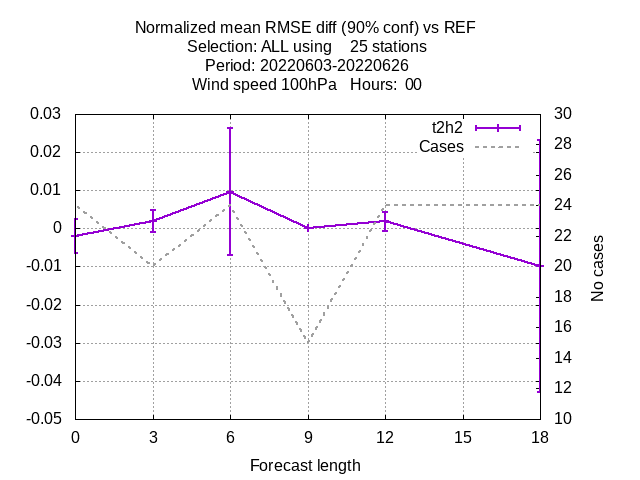 Normalized mean RMSE diff (90% conf) vs REF
Selection: ALL using    25 stations
Period: 20220603-20220626
Wind speed 100hPa   Hours:  00
0.03
0.02
0.01
0
-0.01
-0.02
-0.03
-0.04
-0.05
t2h2
Cases
30
28
26
24
22
20
18
16
14
12
10
No cases
0 3 6 9 12 15 18
Forecast length